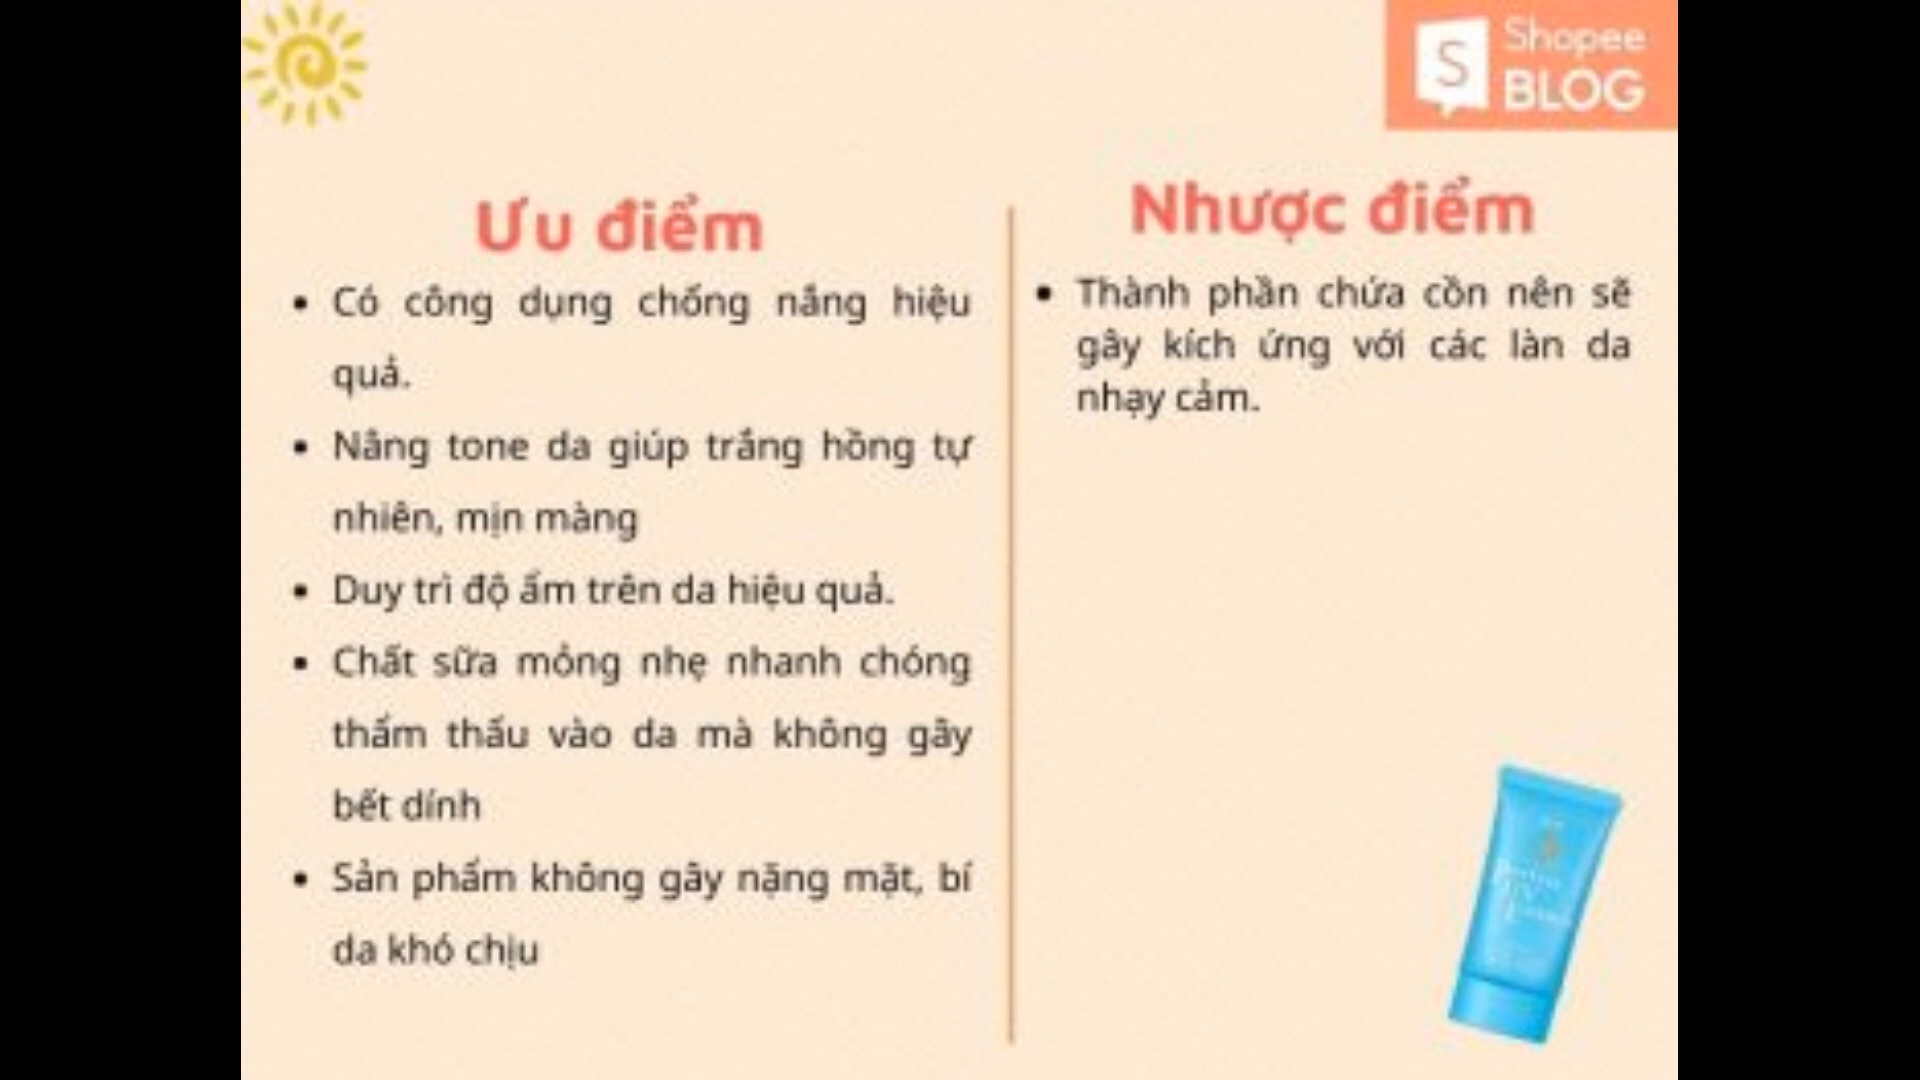 Shopee
BLOG
Ưu điểm
• Có công dụng chống nắng hiệu
quả.
• Nâng tone da giúp trắng hồng tự
nhiên, mịn màng
• Duy trì độ ẩm trên da hiệu quả.
• Chất sữa mỏng nhẹ nhanh chóng
thẩm thấu vào da mà không gây
bết dính
• Sản phẩm không gây nặng mặt, bí
da khó chịu
Nhược điểm
• Thành phần chứa cồn nên sẽ
gây kích ứng với các làn da
nhạy cảm.